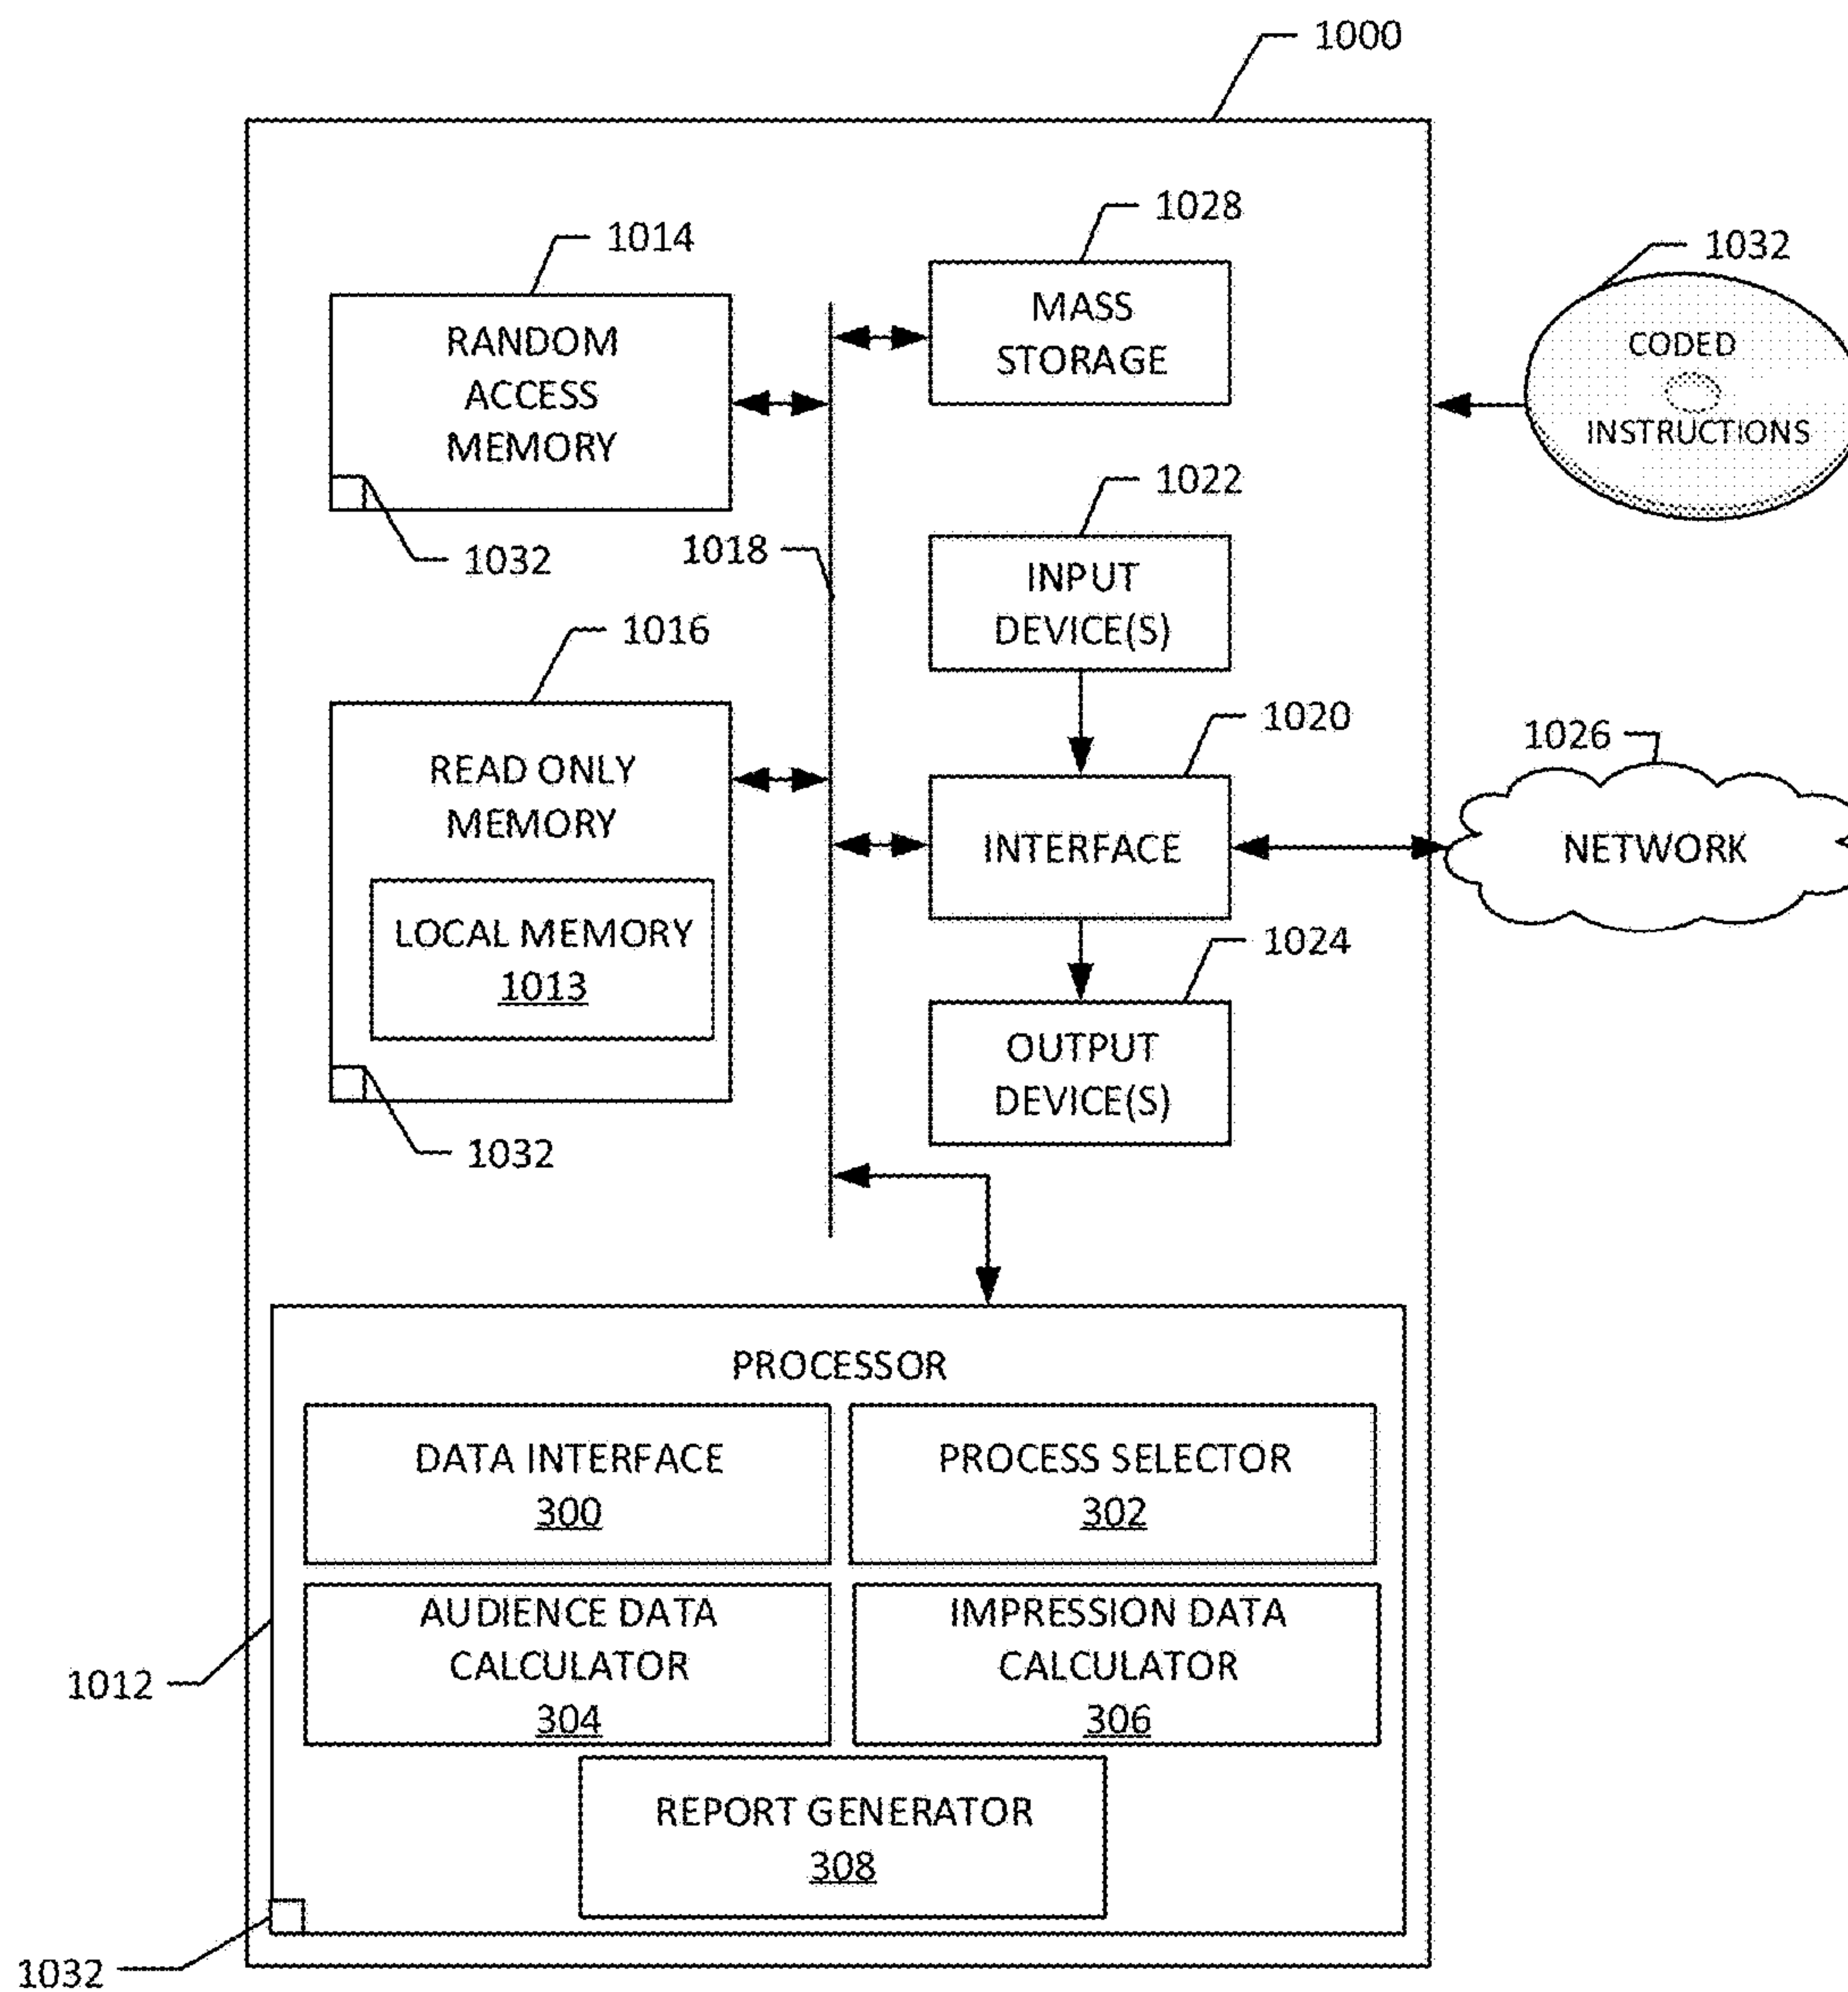 1000
1028
1014
1032
MASS
STORAGE
RANDOM
ACCESS
MEMORY
CODED
INSTRUCTIONS
1022
1032
1018
INPUT
DEVICE(S)
1016
1020
1026
READ ONLY
MEMORY
INTERFACE
NETWORK
LOCAL MEMORY
1013
1024
OUTPUT
DEVICE(S)
1032
PROCESSOR
DATA INTERFACE
300
PROCESS SELECTOR
302
AUDIENCE DATA
CALCULATOR
304
IMPRESSION DATA
CALCULATOR
306
1012
REPORT GENERATOR
308
1032